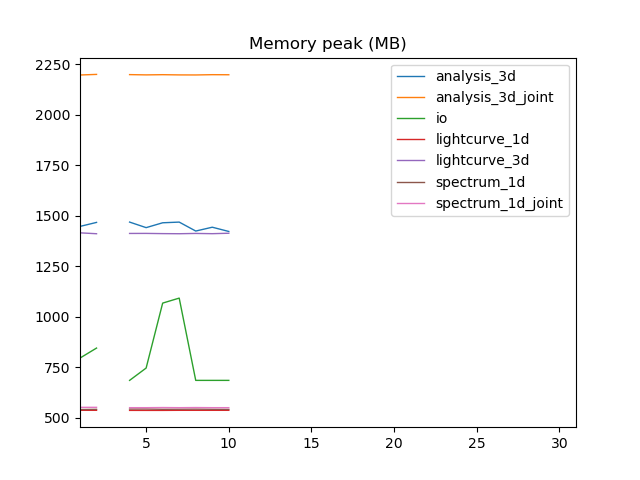 Memory peak (MB)
2250
2000
1750
1500
1250
1000
750
500
5
10
15
20
25
30
analysis_3d
analysis_3d_joint
io
lightcurve_1d
lightcurve_3d
spectrum_1d
spectrum_1d_joint